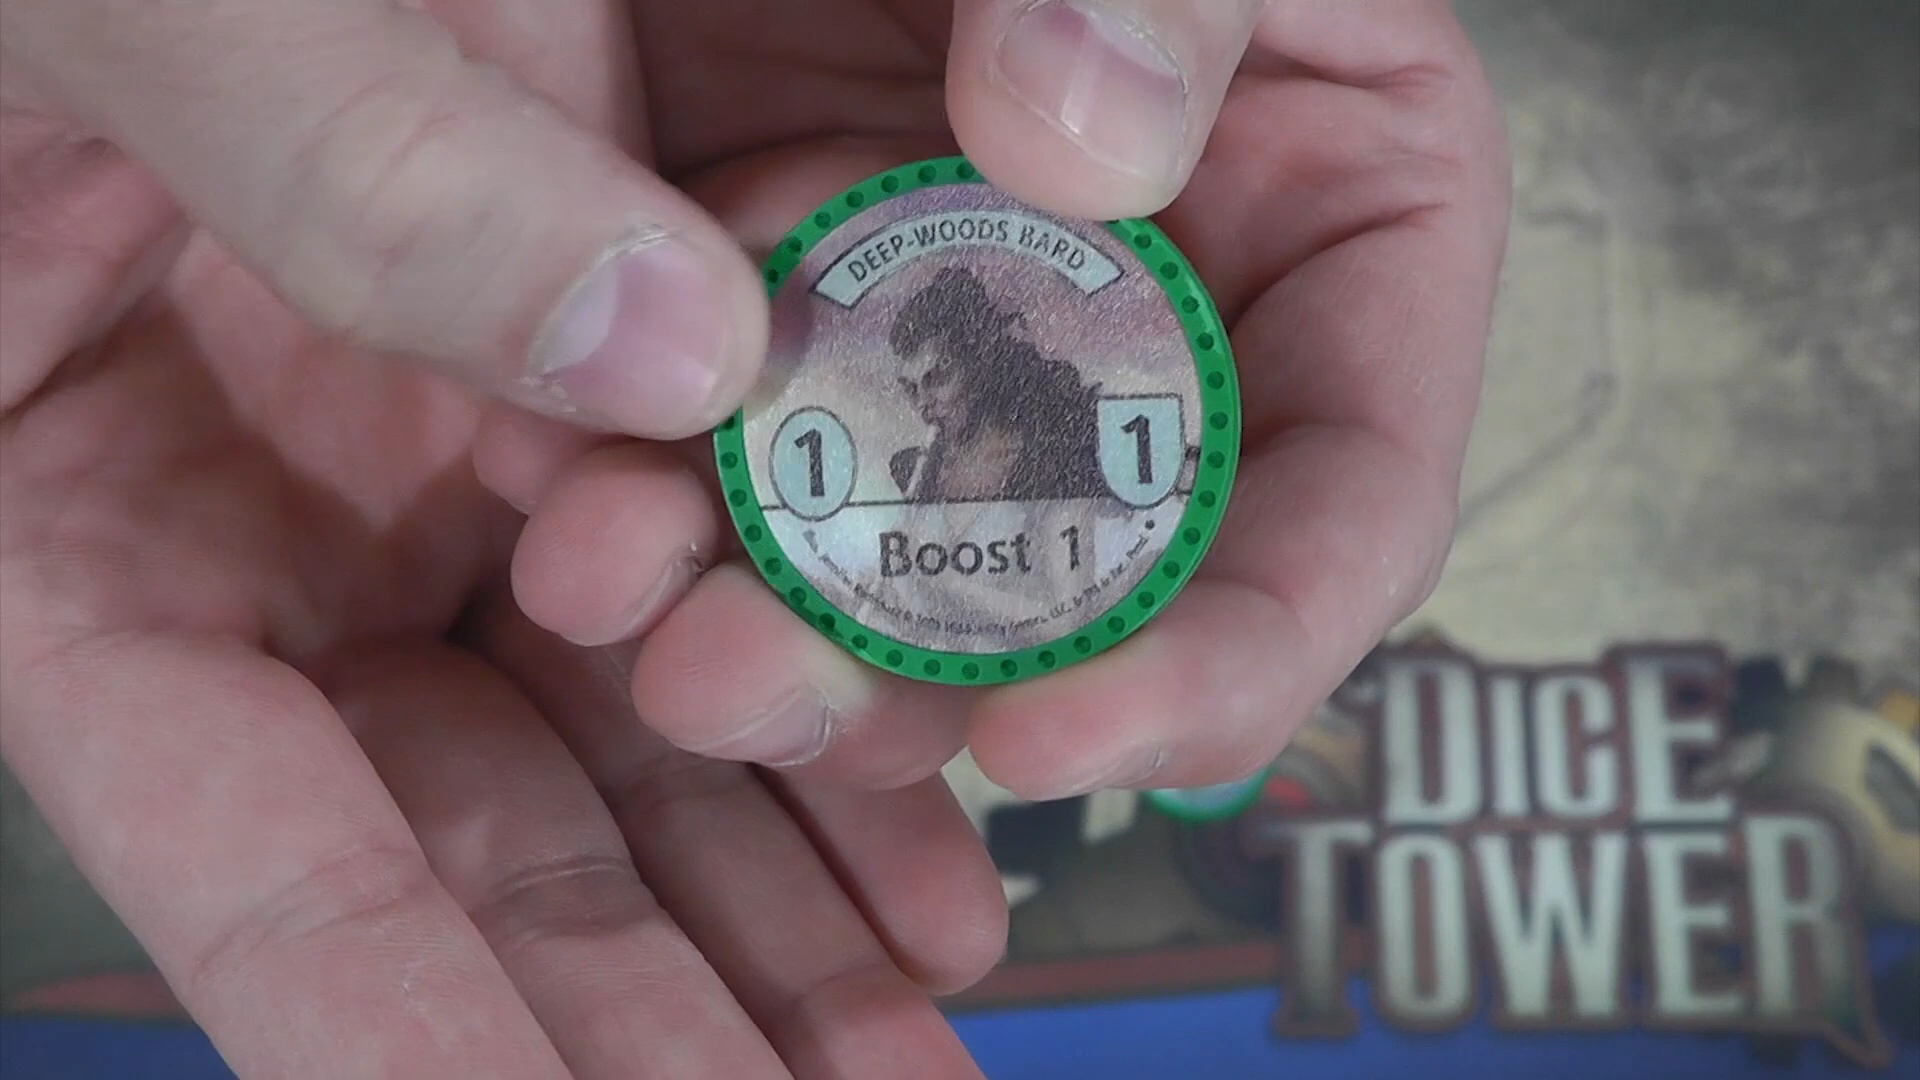 DEEP-WOODS BARD
1
1
Boost 1
DICE
TOWER